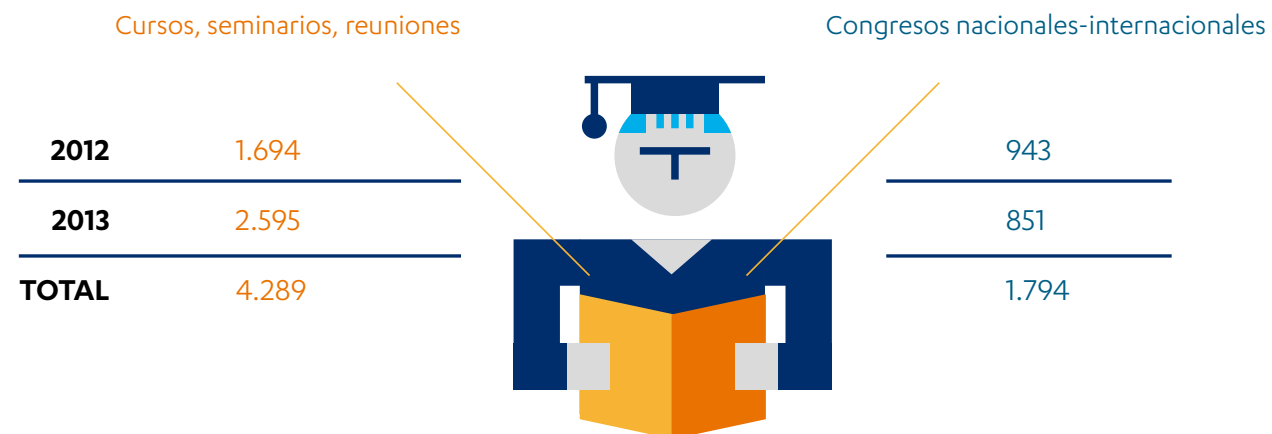 Cursos, seminarios, reuniones
Congresos nacionales-internacionales
2012 1.694 943
2013 2.595 851
TOTAL 4.289 1.794